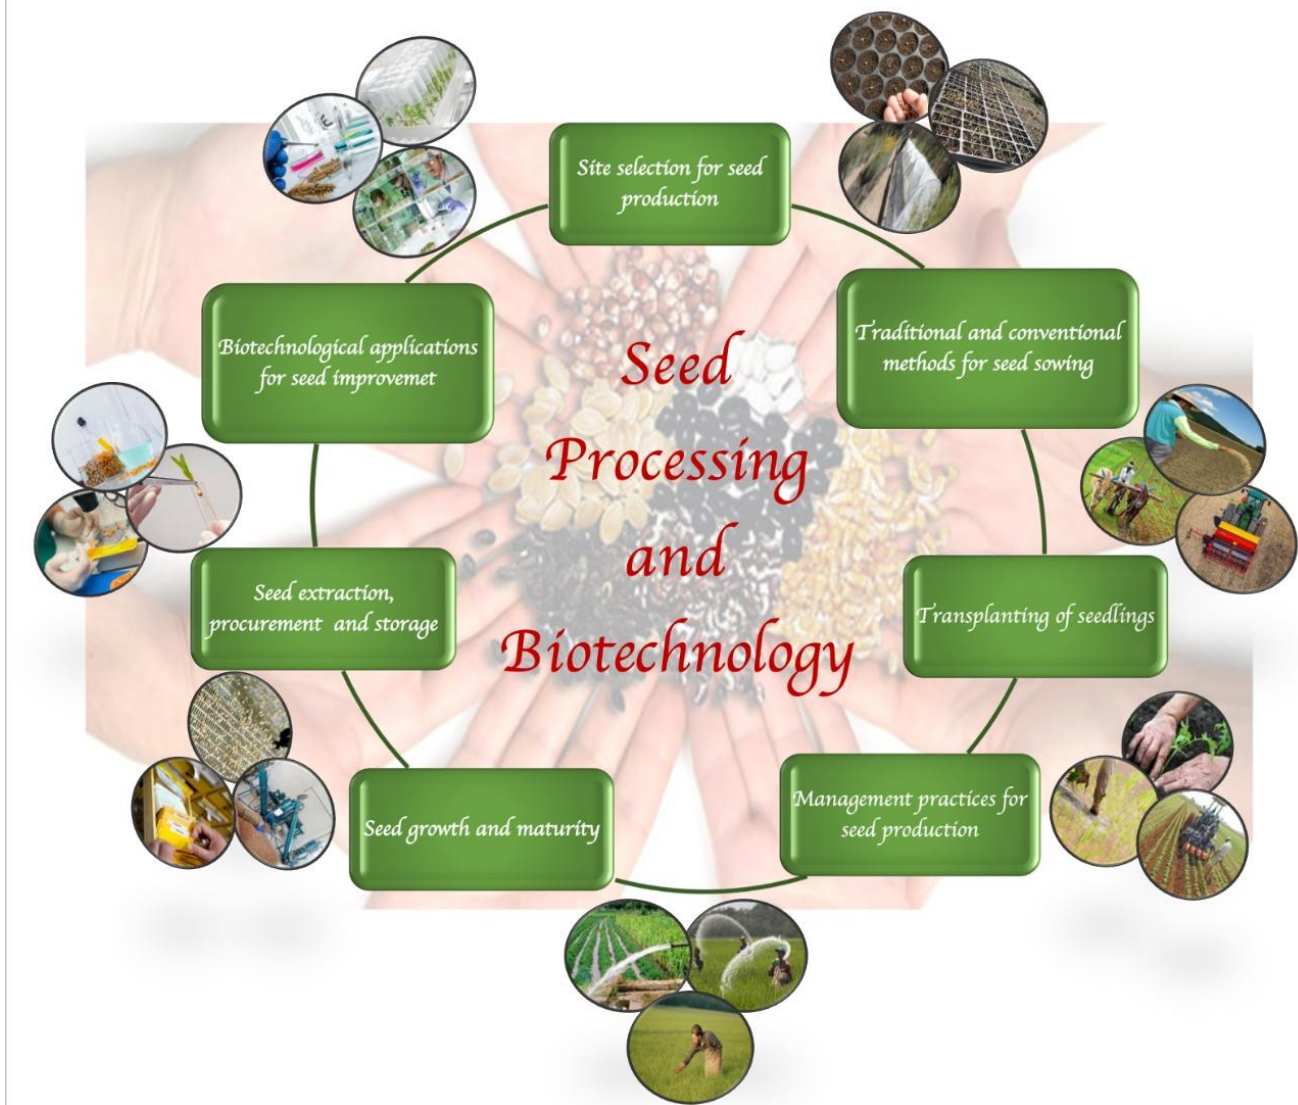 Site selection for seed
production
Traditional and conventional
methods for seed sowing
Transplanting of seedlings
Management practices for
seed production
Seed growth and maturity
Seed extraction,
procurement and storage
Biotechnological applications
for seed improvemet
Seed
Processing
and
Biotechnology